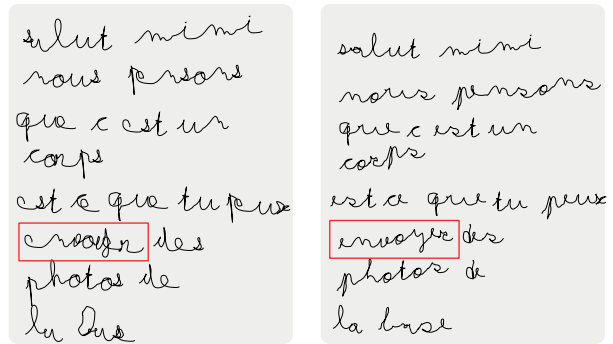 salut mimi
nous pensons
que c est un
corps
est ce que tu peux
des
photos de
la
salut mimi
nous pensons
que c est un
corps
est ce que tu peux
envoyer des
photos de
la base